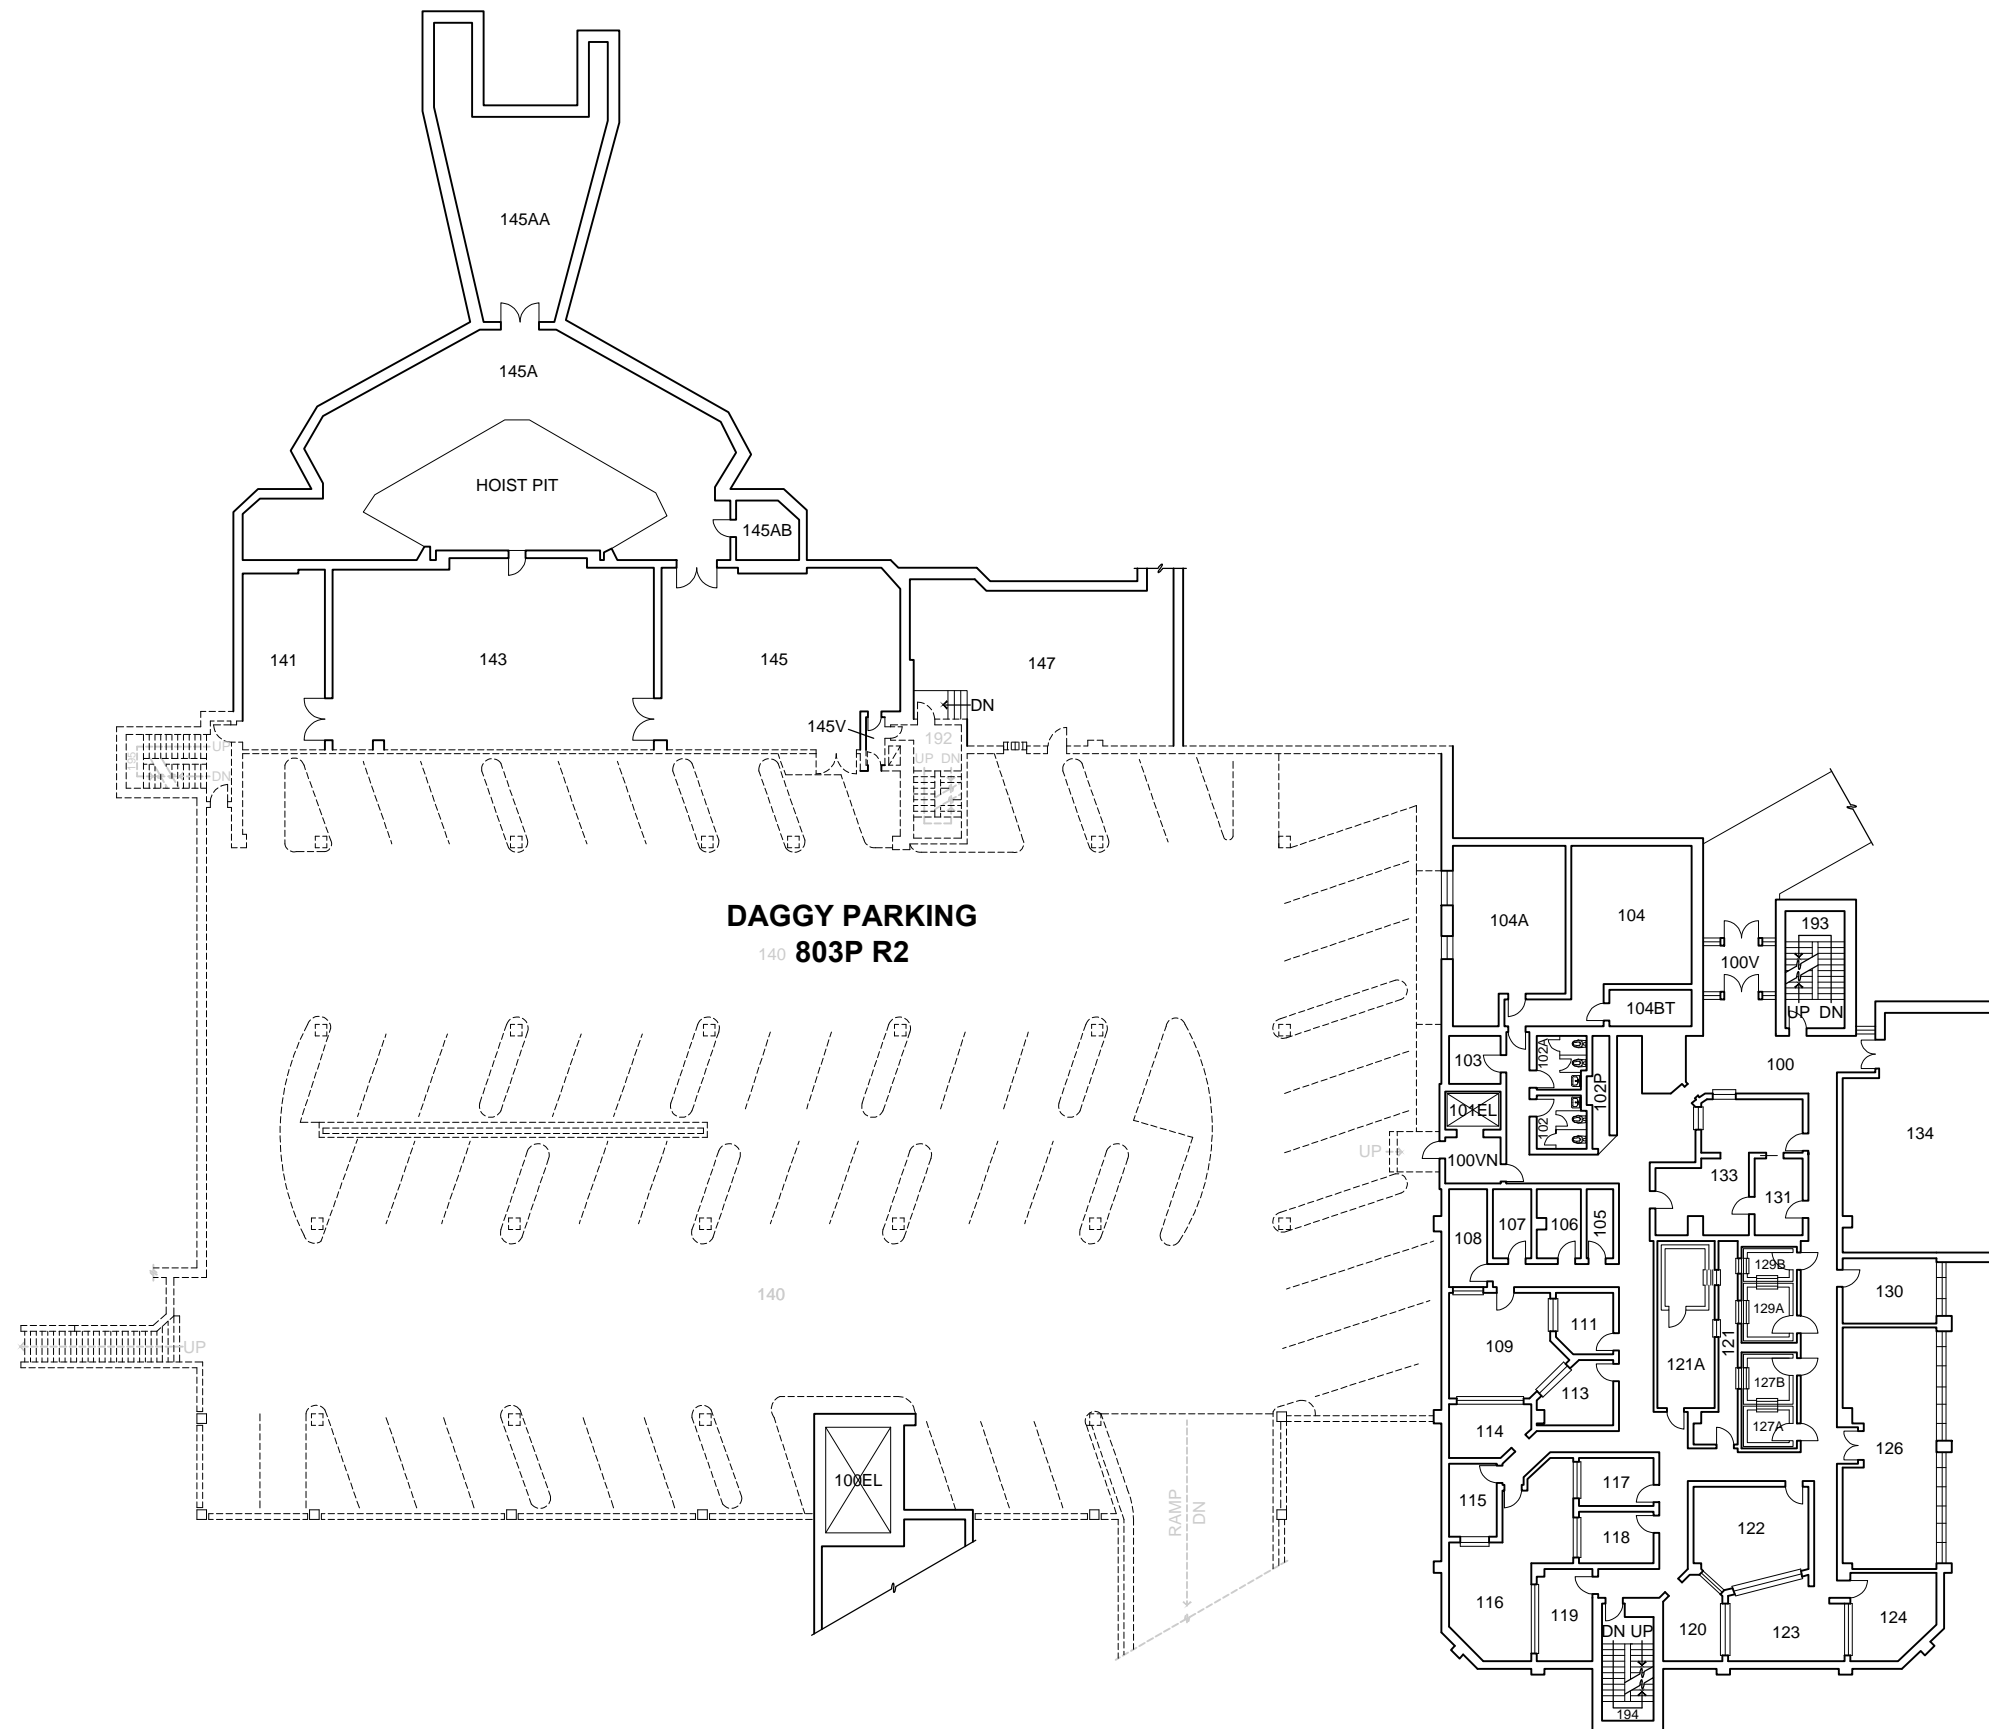 145AA
145A
HOIST PIT
145AB
141
143
145
147
DN
145V
192
UP
DN
UP DN
DAGGY PARKING
140
803P R2
104A
104
193
100V
104BT
UP DN
103
102A
102P
100
101EL
102
134
UP
100VN
133
131
108
107
106
105
129B
130
140
129A
111
UP
109
121
121A
127B
113
127A
114
126
100EL
117
115
RAMP
DN
122
118
116
119
124
120
123
DN UP
194